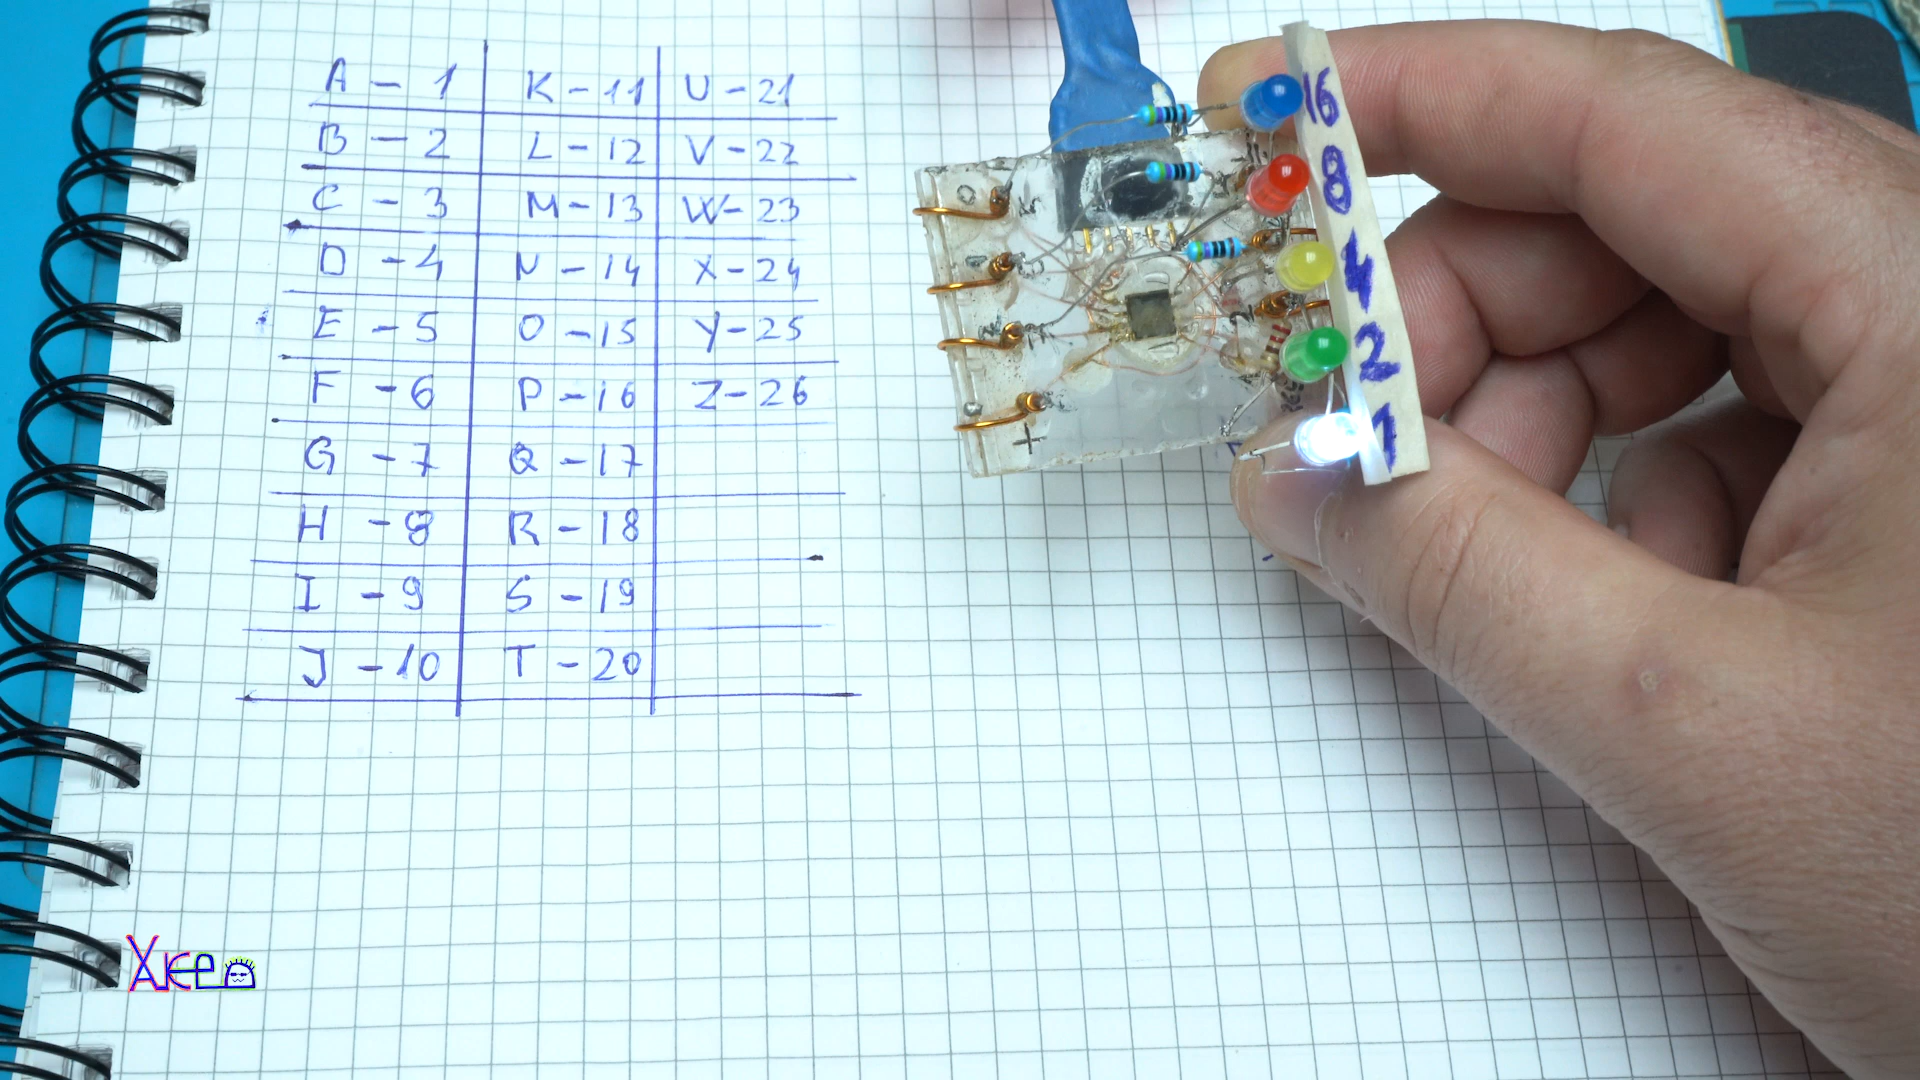 A - 1 K - 11 U - 21
B - 2 L - 12 V - 22
C - 3 M - 13 W - 23
D - 4 N - 14 X - 24
E - 5 O - 15 Y - 25
F - 6 P - 16 Z - 26
G - 7 Q - 17
H - 8 R - 18
I - 9 S - 19
J - 10 T - 20
16
8
4
2
1
+